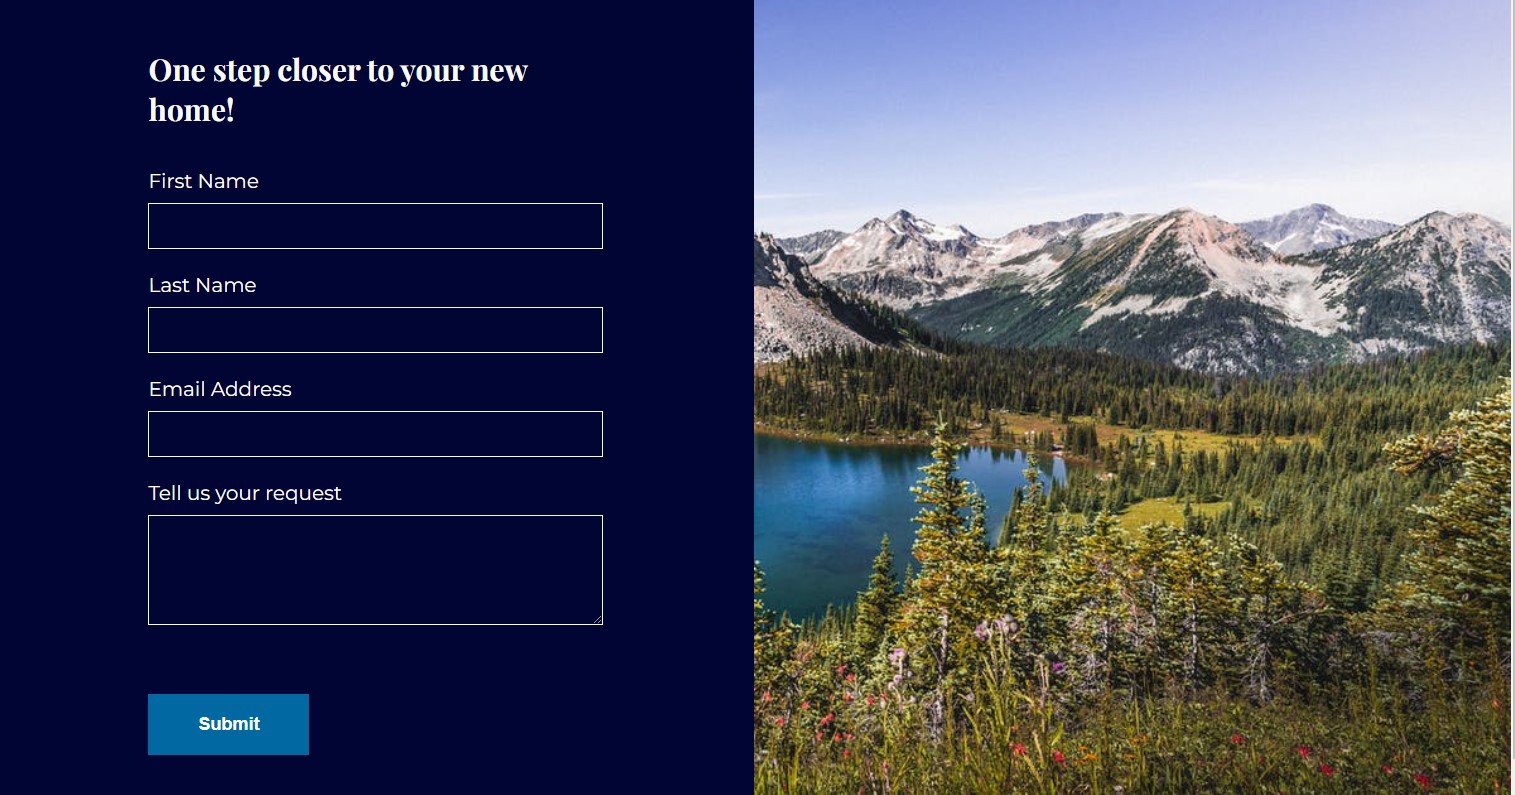 One step closer to your new
home!
First Name
Last Name
Email Address
Tell us your request
Submit